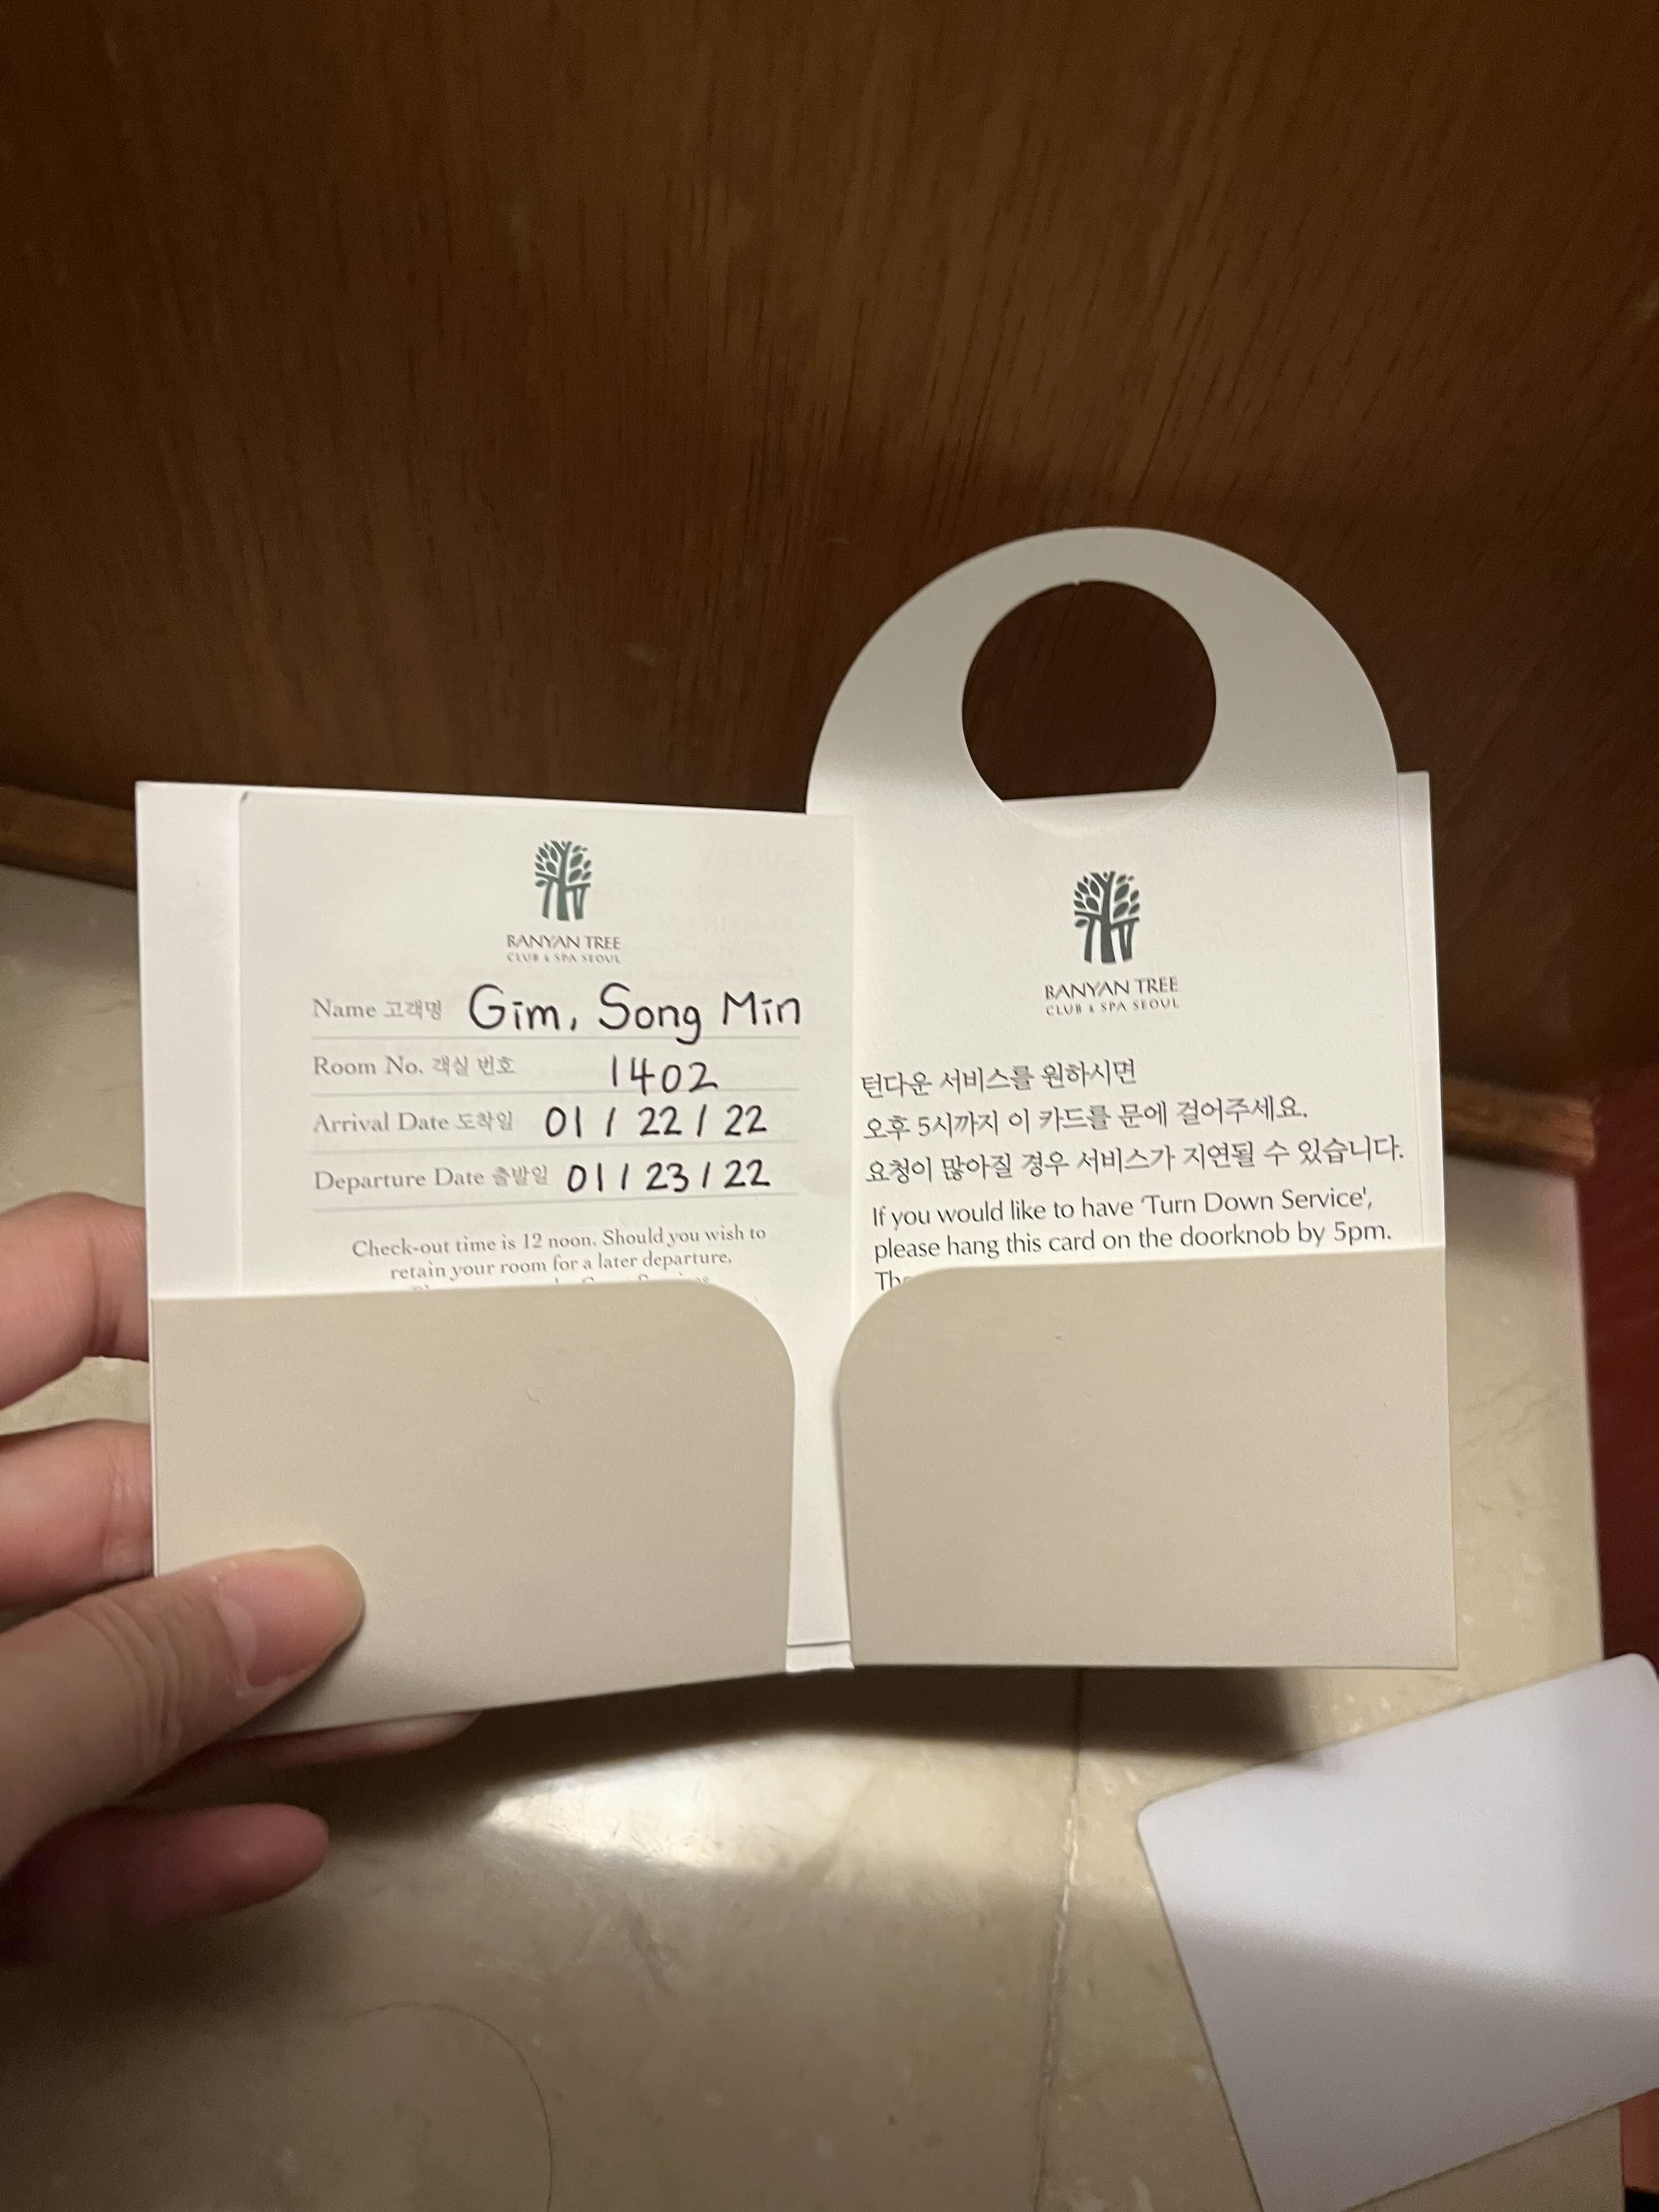 BANYAN TREE
CLUB & SPA SEOUL
Name 고객명 Gim, Song Min
Room No. 객실 번호 1402
Arrival Date 도착일 01 / 22 / 22
Departure Date 출발일 01 / 23 / 22
Check-out time is 12 noon. Should you wish to
retain your room for a later departure,
BANYAN TREE
CLUB & SPA SEOUL
턴다운 서비스를 원하시면
오후 5시까지 이 카드를 문에 걸어주세요.
요청이 많아질 경우 서비스가 지연될 수 있습니다.
If you would like to have 'Turn Down Service',
please hang this card on the doorknob by 5pm.